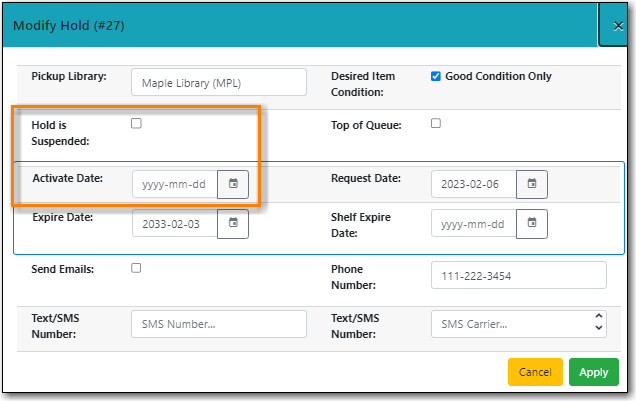 Modify Hold (#27)
×
Pickup Library:
Maple Library (MPL)
Desired Item
Condition:
Good Condition Only
Hold is
Suspended:
Top of Queue:
Activate Date:
yyyy-mm-dd
Request Date:
2023-02-06
Expire Date:
2033-02-03
Shelf Expire
Date:
yyyy-mm-dd
Send Emails:
Phone
Number:
111-222-3454
Text/SMS
Number:
SMS Number...
Text/SMS
Number:
SMS Carrier...
Cancel
Apply